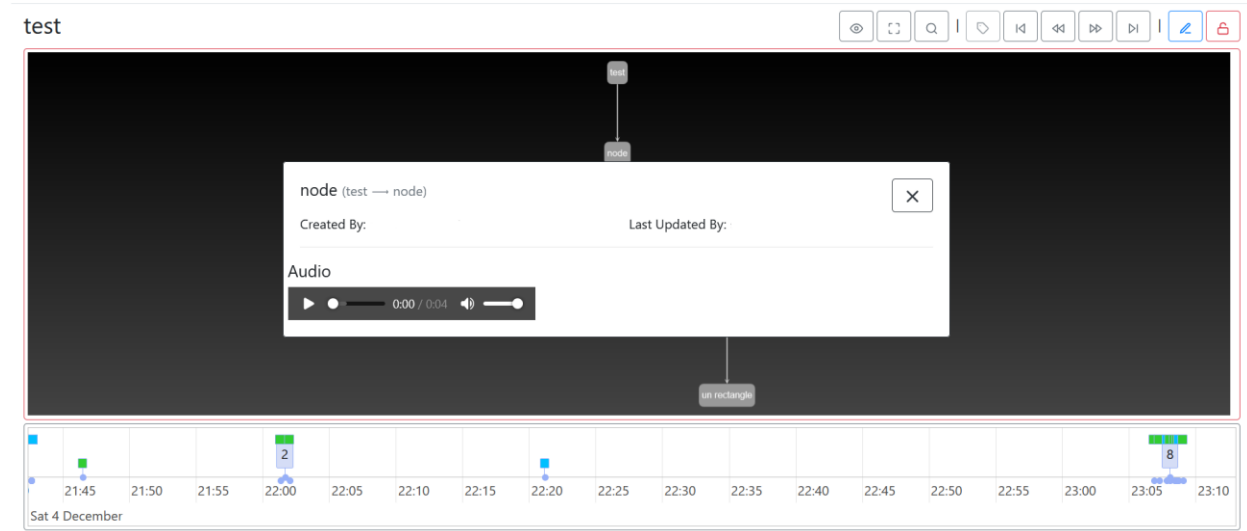 test
test
node
node (test ⟶ node)
Created By:
Last Updated By:
Audio
0:00 / 0:04
un rectangle
2
8
21:45 21:50 21:55 22:00 22:05 22:10 22:15 22:20 22:25 22:30 22:35 22:40 22:45 22:50 22:55 23:00 23:05 23:10
Sat 4 December